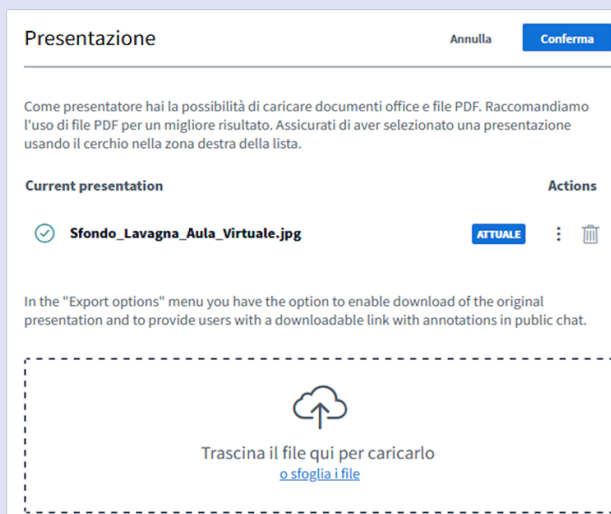 Presentazione
Annulla
Conferma
Come presentatore hai la possibilità di caricare documenti office e file PDF. Raccomandiamo
l'uso di file PDF per un migliore risultato. Assicurati di aver selezionato una presentazione
usando il cerchio nella zona destra della lista.
Current presentation
Actions
Sfondo_Lavagna_Aula_Virtuale.jpg
ATTUALE
In the "Export options" menu you have the option to enable download of the original
presentation and to provide users with a downloadable link with annotations in public chat.
Trascina il file qui per caricarlo
o sfoglia i file